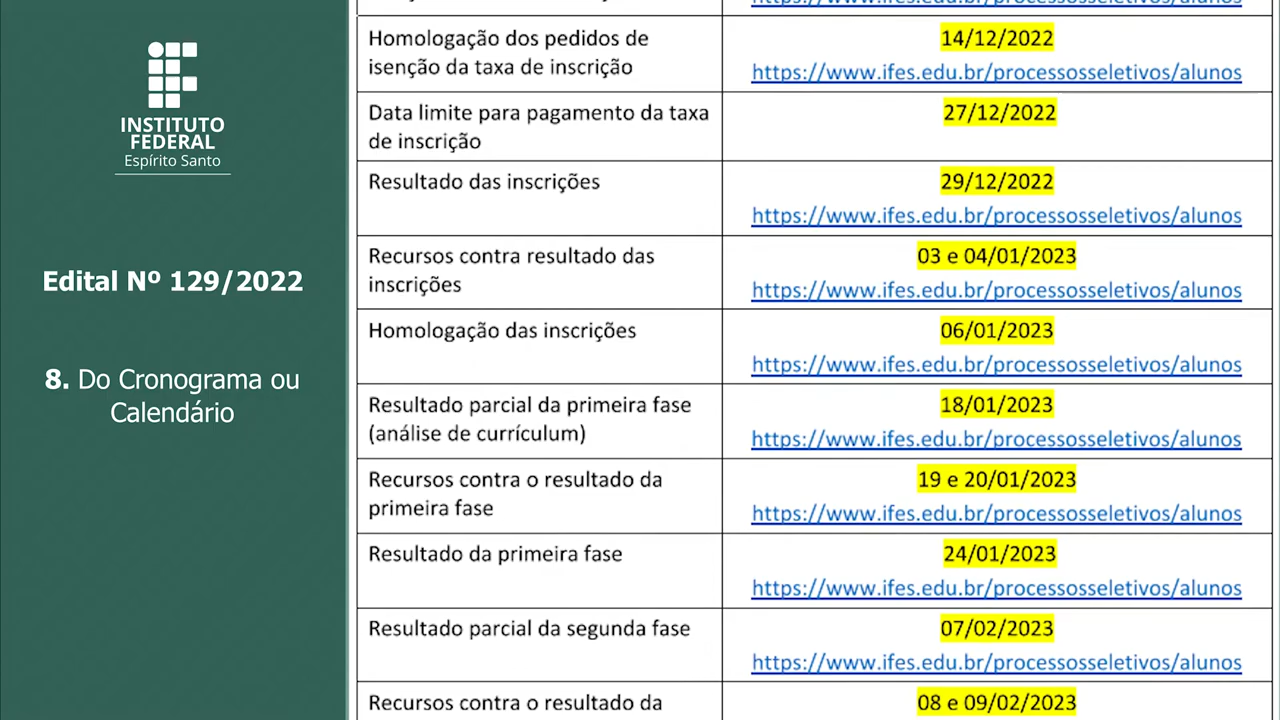 INSTITUTO
FEDERAL
Espírito Santo
Edital Nº 129/2022
8. Do Cronograma ou
Calendário
https://www.ifes.edu.br/processosseletivos/alunos
Homologação dos pedidos de
isenção da taxa de inscrição
14/12/2022
https://www.ifes.edu.br/processosseletivos/alunos
Data limite para pagamento da taxa
de inscrição
27/12/2022
Resultado das inscrições
29/12/2022
https://www.ifes.edu.br/processosseletivos/alunos
Recursos contra resultado das
inscrições
03 e 04/01/2023
https://www.ifes.edu.br/processosseletivos/alunos
Homologação das inscrições
06/01/2023
https://www.ifes.edu.br/processosseletivos/alunos
Resultado parcial da primeira fase
(análise de currículum)
18/01/2023
https://www.ifes.edu.br/processosseletivos/alunos
Recursos contra o resultado da
primeira fase
19 e 20/01/2023
https://www.ifes.edu.br/processosseletivos/alunos
Resultado da primeira fase
24/01/2023
https://www.ifes.edu.br/processosseletivos/alunos
Resultado parcial da segunda fase
07/02/2023
https://www.ifes.edu.br/processosseletivos/alunos
Recursos contra o resultado da
08 e 09/02/2023